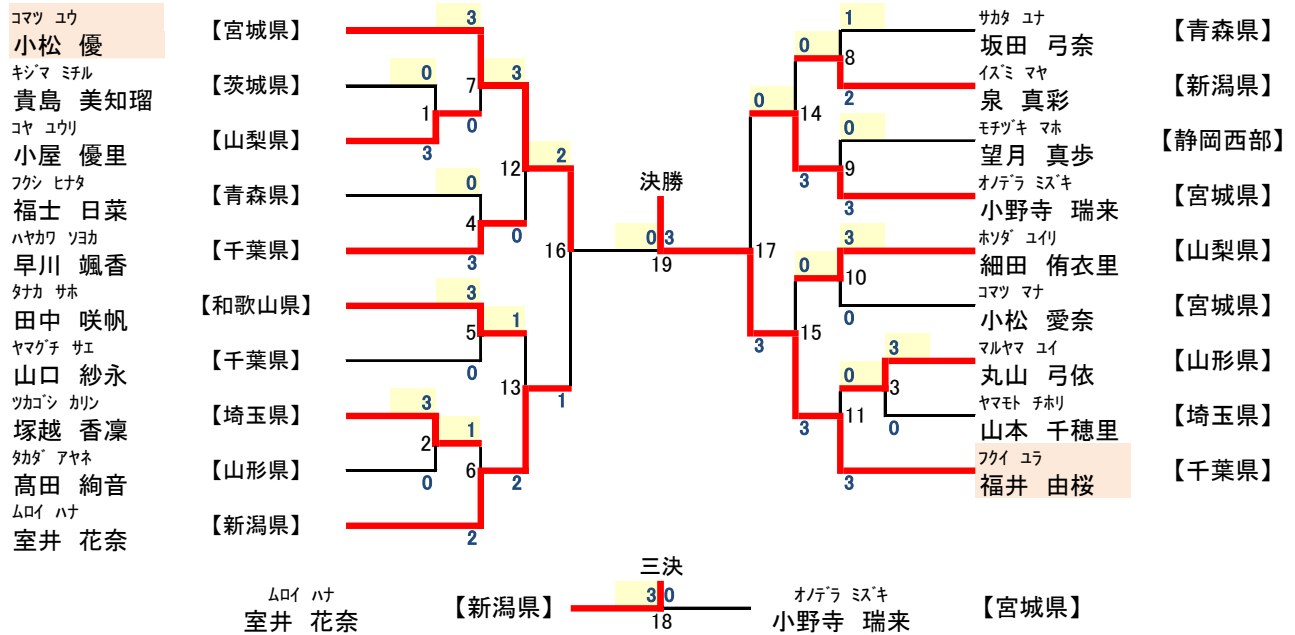 コマツ ユウ
小松 優 【宮城県】 3
キジマ ミチル
貴島 美知瑠 【茨城県】 0 7 3
コヤ ユウリ 1 0
小屋 優里 【山梨県】 3 12 2
フクシ ヒナタ
福士 日菜 【青森県】 0
ハヤカワ ソヨカ 4 0
早川 颯香 【千葉県】 3 16
タナカ サホ
田中 咲帆 【和歌山県】 3 1
ヤマグチ サエ 5
山口 紗永 【千葉県】 0 13 1
ツカゴシ カリン
塚越 香凜 【埼玉県】 3 1
タカダ アヤネ 2 6 2
髙田 絢音 【山形県】 0
ムロイ ハナ
室井 花奈 【新潟県】 2
決勝
0 3
19
サカタ ユナ
1 坂田 弓奈 【青森県】
0 8 イズミ マヤ
0 14 2 泉 真彩 【新潟県】
モチヅキ マホ
0 望月 真歩 【静岡西部】
3 9 オノデラ ミズキ
3 小野寺 瑞来 【宮城県】
17 ホソダ ユイリ
3 細田 侑衣里 【山梨県】
0 10 コマツ マナ
3 15 0 小松 愛奈 【宮城県】
マルヤマ ユイ
3 丸山 弓依 【山形県】
0 3 ヤマモト チホリ
3 11 0 山本 千穂里 【埼玉県】
フクイ ユラ
3 福井 由桜 【千葉県】
三決
ムロイ ハナ 3 0 オノデラ ミズキ
室井 花奈 【新潟県】 18 小野寺 瑞来 【宮城県】